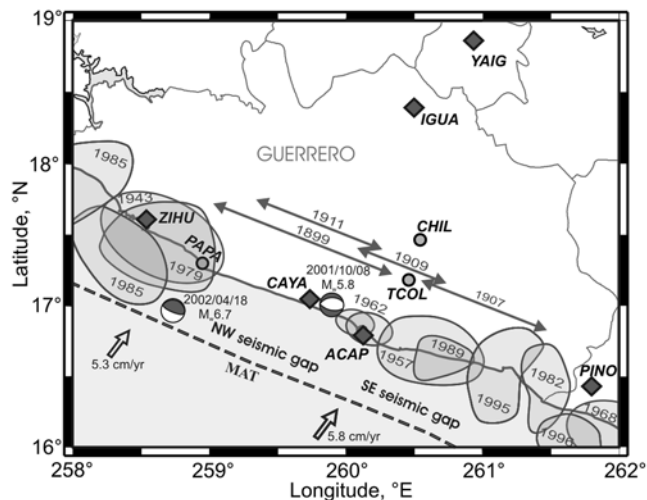 19°
18°
17°
16°
Latitude, °N
258°
259°
260°
261°
262°
Longitude, °E
YAIG
IGUA
GUERRERO
1985
1943
ZIHU
PAPA
1979
1985
1911
1899
CHIL
1909
TCOL
1907
2001/10/08
Mw5.8
CAYA
2002/04/18
Mw6.7
1962
ACAP
1957
1989
1995
1982
PINO
1968
1996
NW seismic gap
MAT
SE seismic gap
5.3 cm/yr
5.8 cm/yr